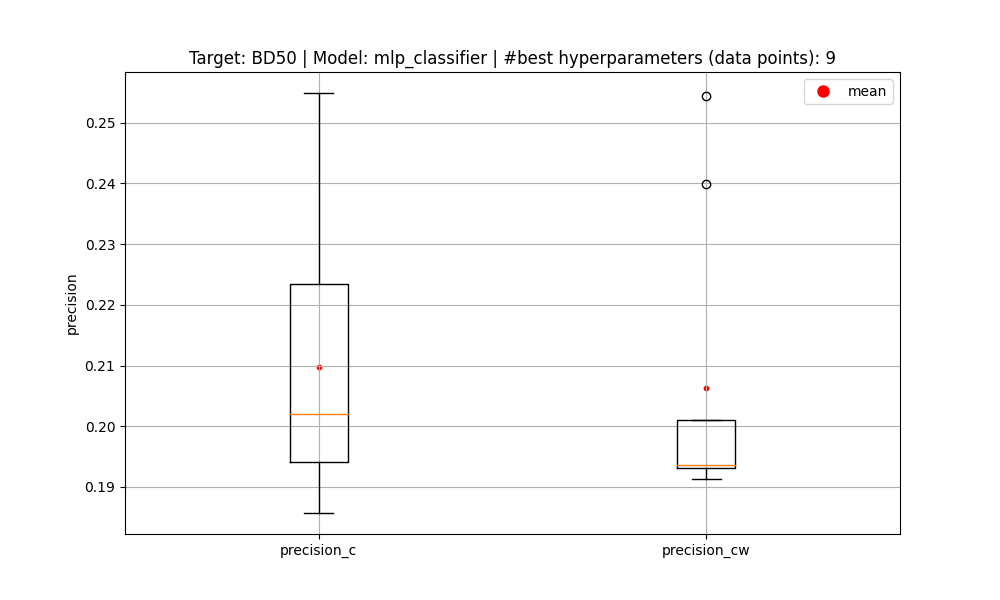 Target: BD50 | Model: mlp_classifier | #best hyperparameters (data points): 9
mean
0.25
0.24
0.23
0.22
0.21
0.20
0.19
precision
precision_c
precision_cw